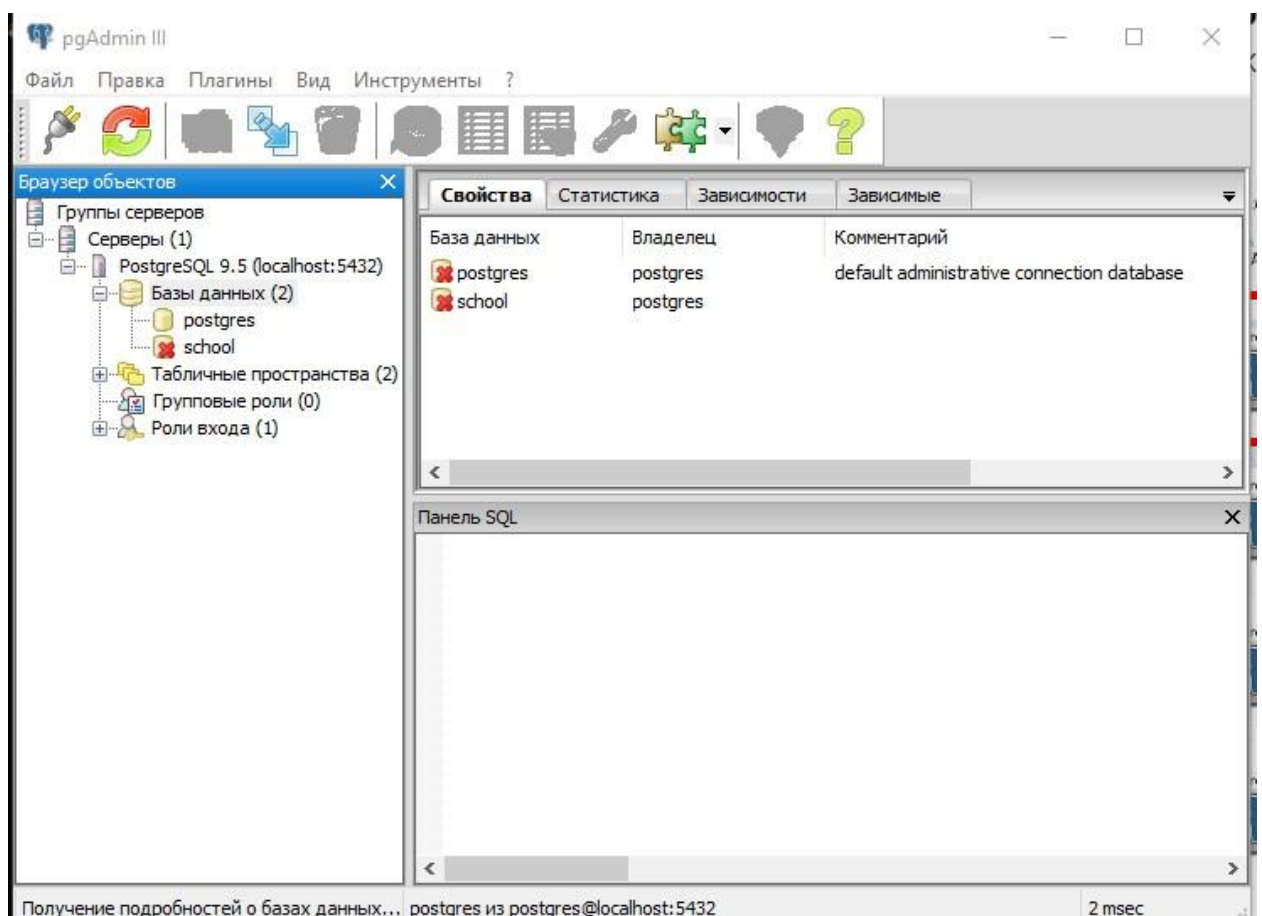 pgAdmin III
Файл Правка Плагины Вид Инструменты ?
Браузер объектов
Группы серверов
Серверы (1)
PostgreSQL 9.5 (localhost:5432)
Базы данных (2)
postgres
school
Табличные пространства (2)
Групповые роли (0)
Роли входа (1)
Свойства Статистика Зависимости Зависимые
База данных Владелец Комментарий
postgres postgres default administrative connection database
school postgres
Панель SQL
Получение подробностей о базах данных... postgres из postgres@localhost:5432 2 msec